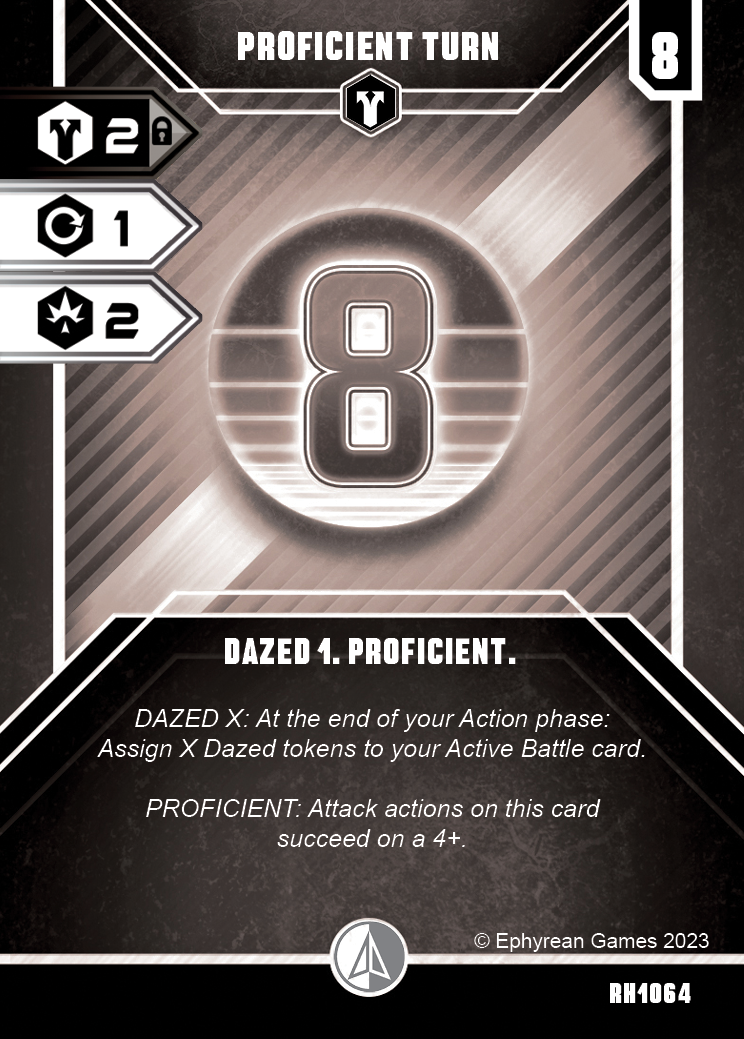 PROFICIENT TURN
8
2
1
2
8
DAZED 1. PROFICIENT.
DAZED X: At the end of your Action phase:
Assign X Dazed tokens to your Active Battle card.
PROFICIENT: Attack actions on this card
succeed on a 4+.
© Ephyrean Games 2023
RH1064